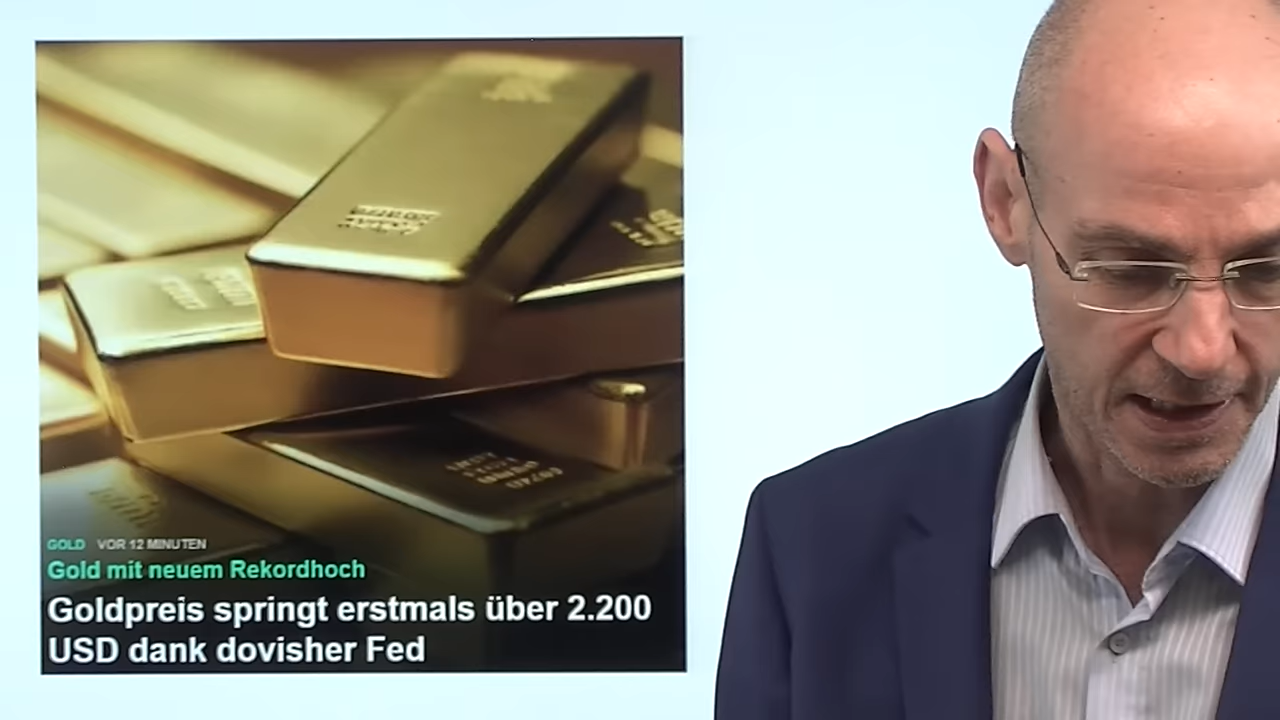 GOLD VOR 12 MINUTEN
Gold mit neuem Rekordhoch
Goldpreis springt erstmals über 2.200
USD dank dovisher Fed